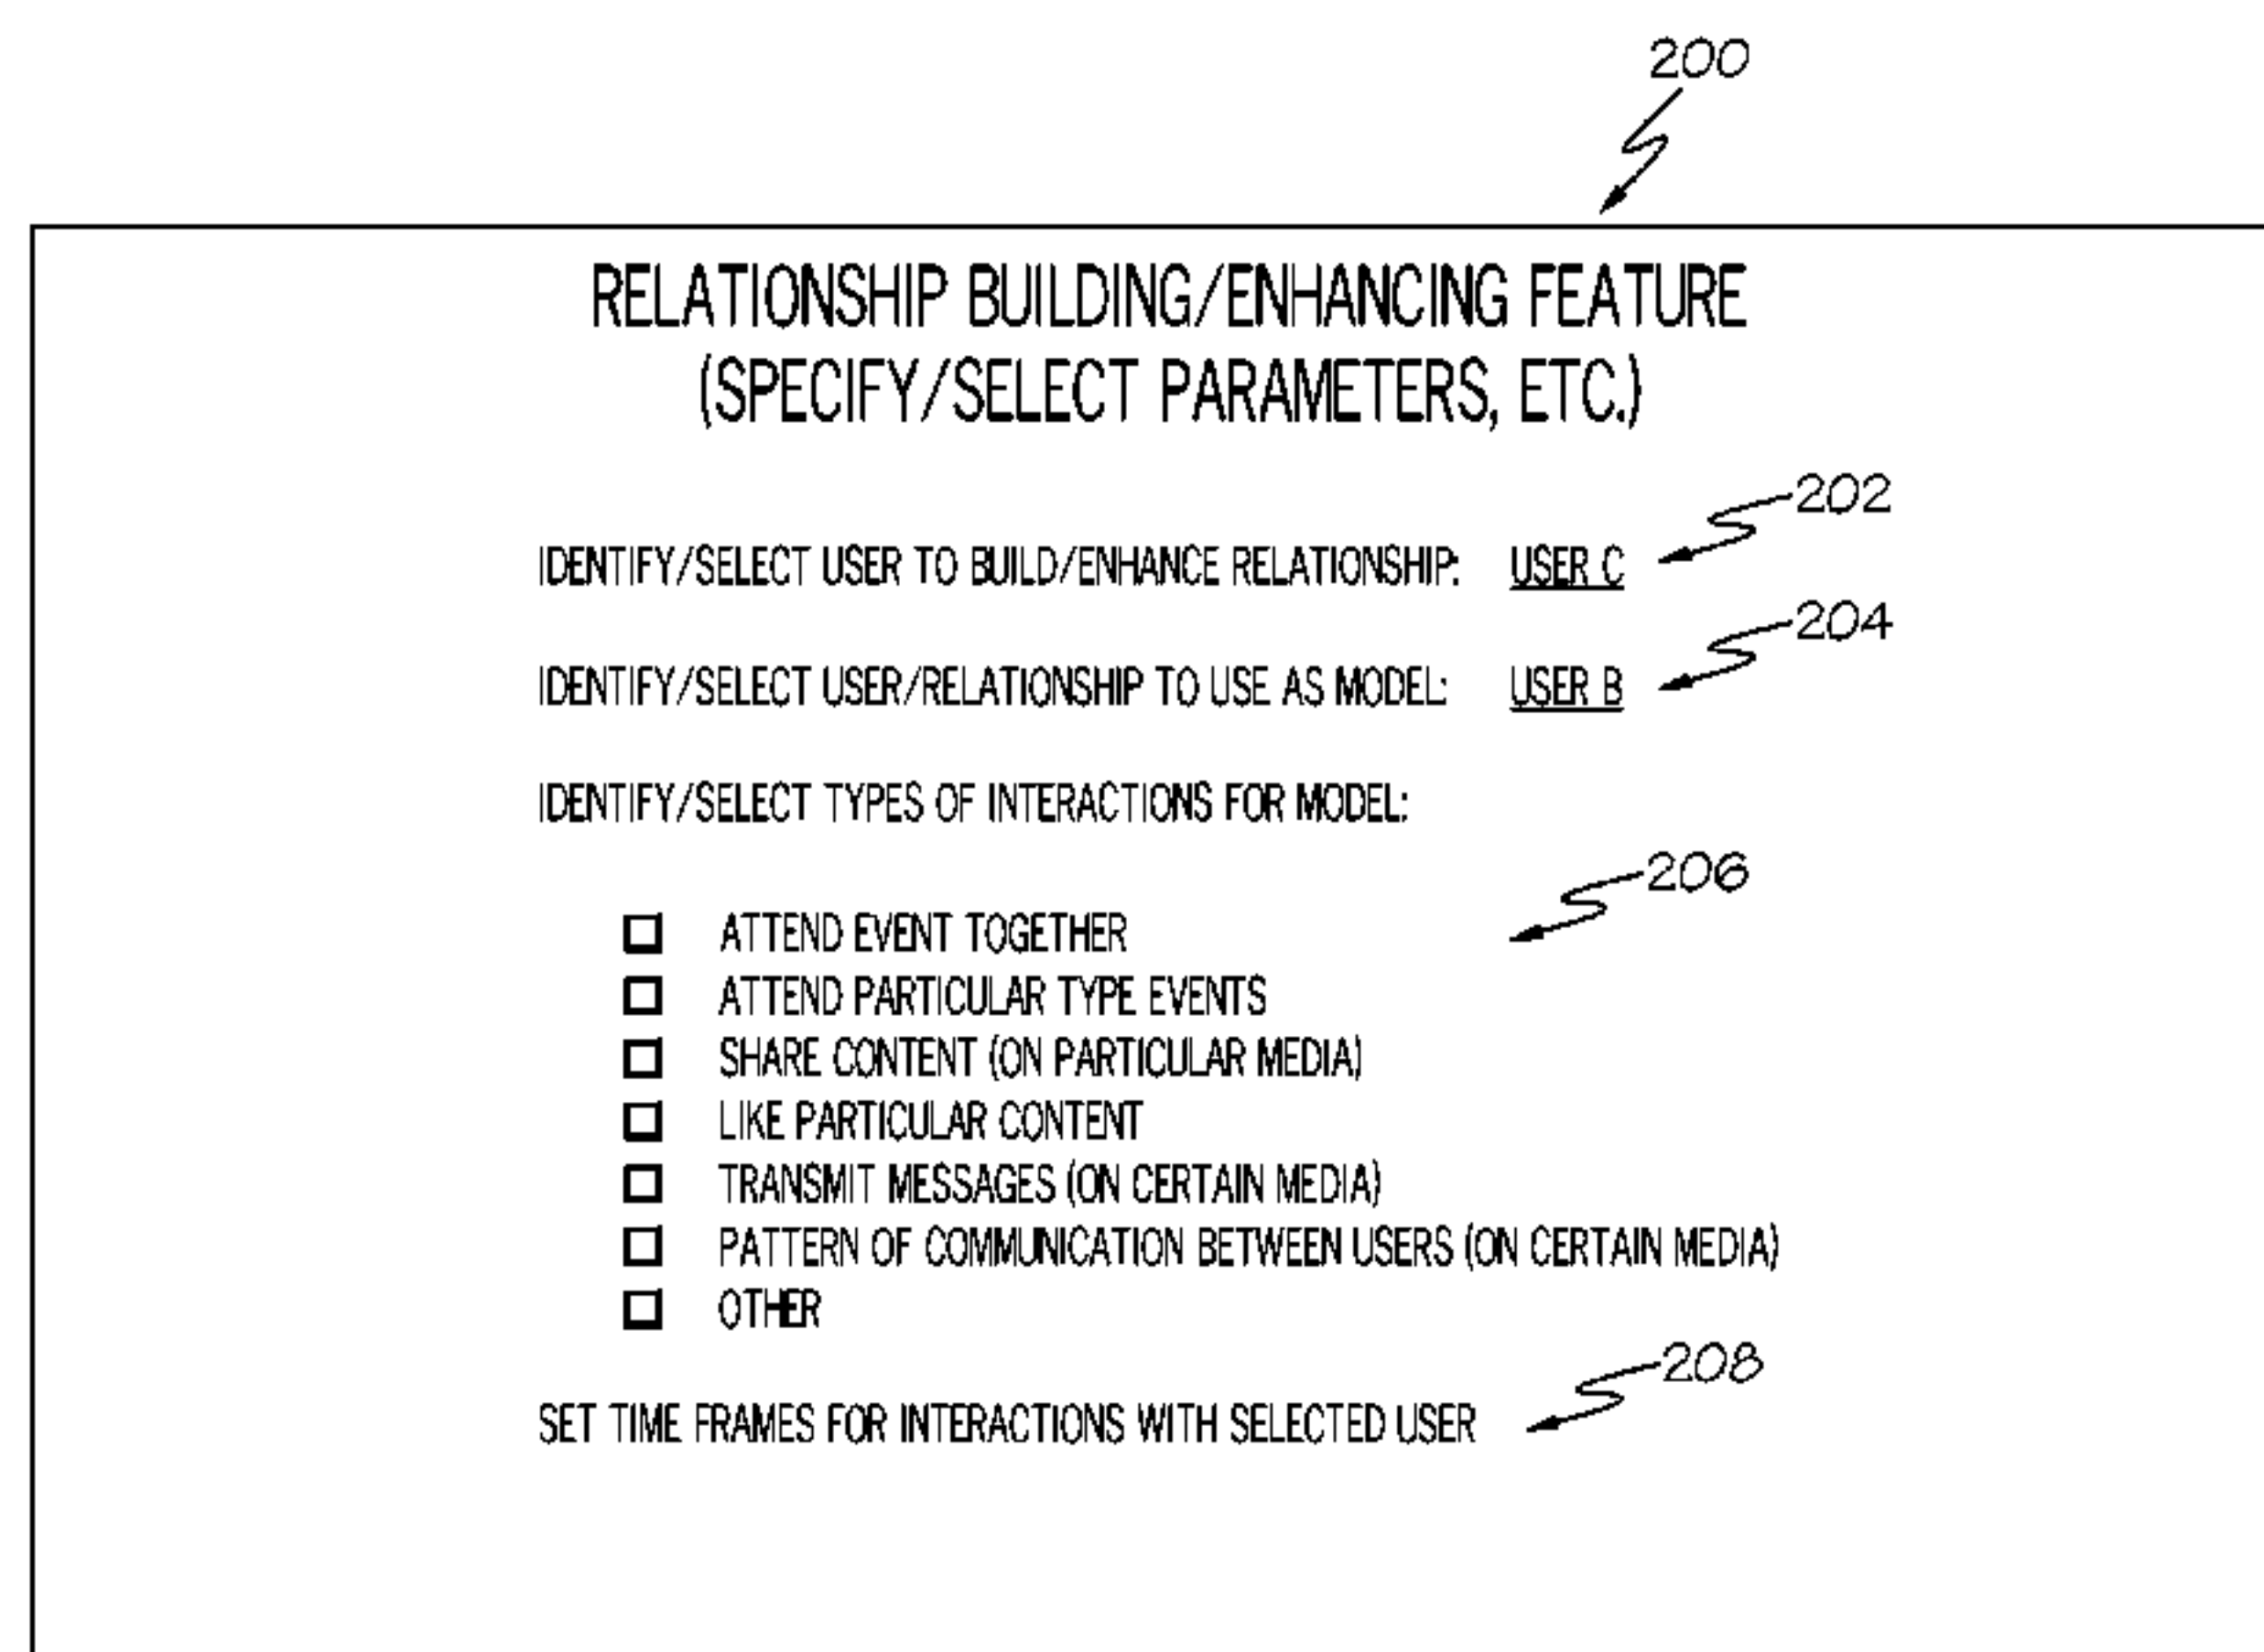 200
RELATIONSHIP BUILDING/ENHANCING FEATURE
(SPECIFY/SELECT PARAMETERS, ETC.)
202
IDENTIFY/SELECT USER TO BUILD/ENHANCE RELATIONSHIP: USER C
204
IDENTIFY/SELECT USER/RELATIONSHIP TO USE AS MODEL: USER B
IDENTIFY/SELECT TYPES OF INTERACTIONS FOR MODEL:
206
ATTEND EVENT TOGETHER
ATTEND PARTICULAR TYPE EVENTS
SHARE CONTENT (ON PARTICULAR MEDIA)
LIKE PARTICULAR CONTENT
TRANSMIT MESSAGES (ON CERTAIN MEDIA)
PATTERN OF COMMUNICATION BETWEEN USERS (ON CERTAIN MEDIA)
OTHER
208
SET TIME FRAMES FOR INTERACTIONS WITH SELECTED USER